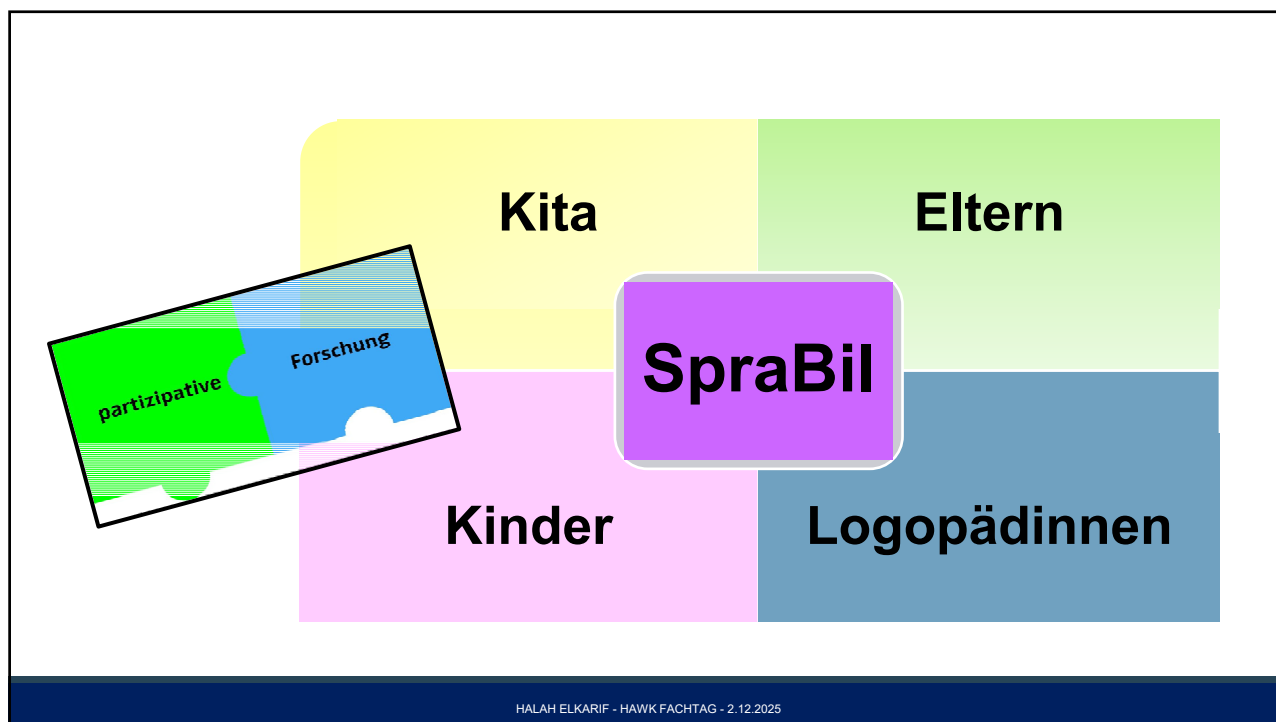 Kita
Eltern
partizipative
Forschung
SpraBil
Kinder
Logopädinnen
HALAH ELKARIF - HAWK FACHTAG - 2.12.2025